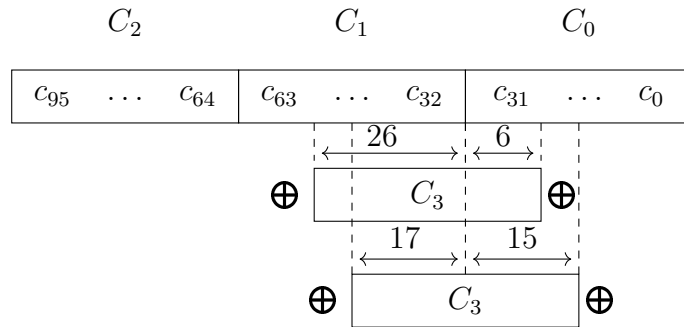 C₂ C₁ C₀
c₉₅ … c₆₄ c₆₃ … c₃₂ c₃₁ … c₀
26 6
⊕ C₃ ⊕
17 15
⊕ C₃ ⊕